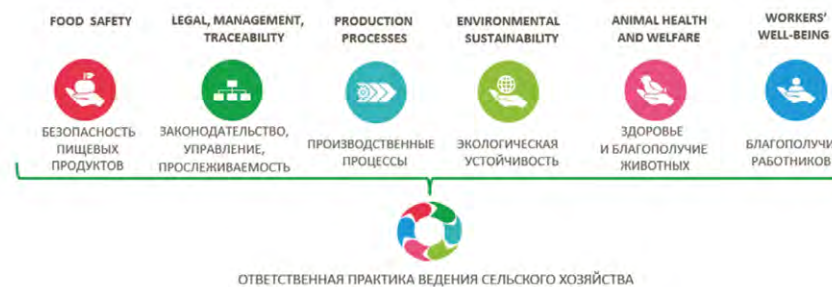 FOOD SAFETY
LEGAL, MANAGEMENT,
TRACEABILITY
PRODUCTION
PROCESSES
ENVIRONMENTAL
SUSTAINABILITY
ANIMAL HEALTH
AND WELFARE
WORKERS'
WELL-BEING
БЕЗОПАСНОСТЬ
ПИЩЕВЫХ
ПРОДУКТОВ
ЗАКОНОДАТЕЛЬСТВО,
УПРАВЛЕНИЕ,
ПРОСЛЕЖИВАЕМОСТЬ
ПРОИЗВОДСТВЕННЫЕ
ПРОЦЕССЫ
ЭКОЛОГИЧЕСКАЯ
УСТОЙЧИВОСТЬ
ЗДОРОВЬЕ
И БЛАГОПОЛУЧИЕ
ЖИВОТНЫХ
БЛАГОПОЛУЧИ
РАБОТНИКОВ
ОТВЕТСТВЕННАЯ ПРАКТИКА ВЕДЕНИЯ СЕЛЬСКОГО ХОЗЯЙСТВА